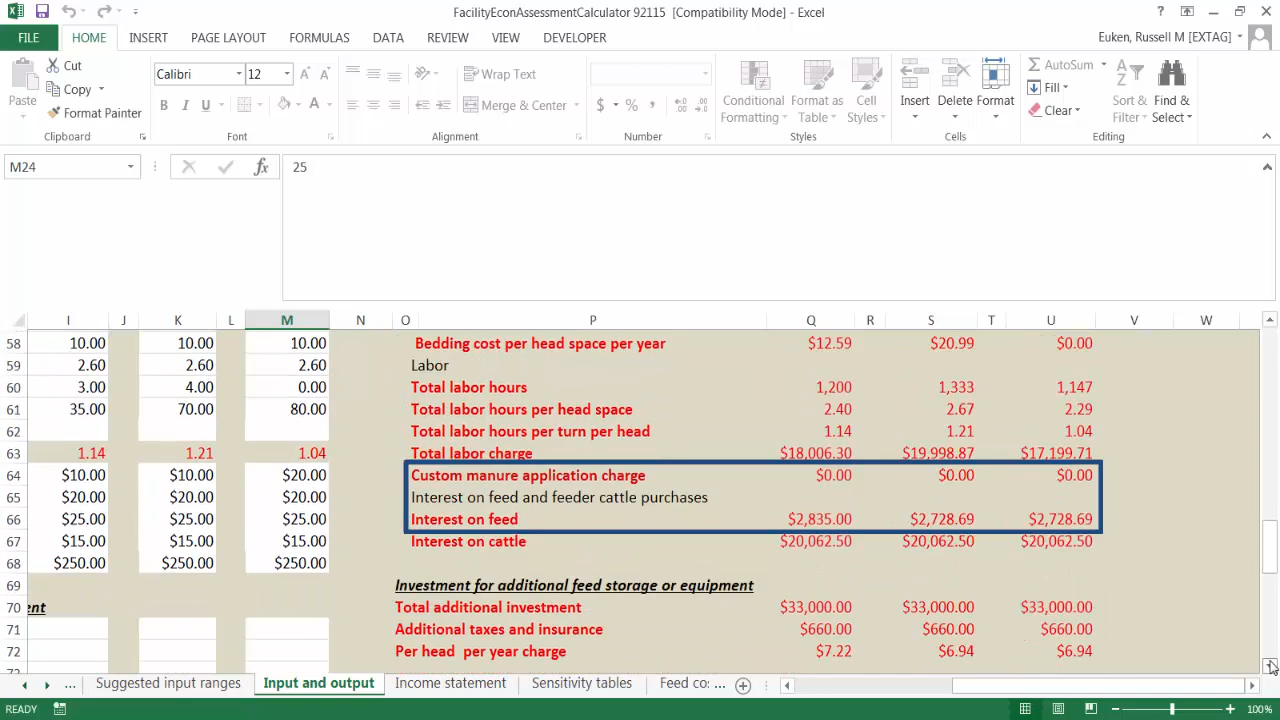 FacilityEconAssessmentCalculator 92115 [Compatibility Mode] - Excel
FILE HOME INSERT PAGE LAYOUT FORMULAS DATA REVIEW VIEW DEVELOPER Euken, Russell M [EXTAG]
Paste Cut Copy Format Painter Clipboard
Calibri 12 B I U A Font
Wrap Text Merge & Center Alignment
$ % , Number
Conditional Formatting Format as Table Cell Styles Styles
Insert Delete Format Cells
AutoSum Fill Clear Sort & Filter Find & Select Editing
M24 fx 25
I J K L M N O P Q R S T U V W
58 10.00 10.00 10.00 Bedding cost per head space per year $12.59 $20.99 $0.00
59 2.60 2.60 2.60 Labor
60 3.00 4.00 0.00 Total labor hours 1,200 1,333 1,147
61 35.00 70.00 80.00 Total labor hours per head space 2.40 2.67 2.29
62 Total labor hours per turn per head 1.14 1.21 1.04
63 1.14 1.21 1.04 Total labor charge $18,006.30 $19,998.87 $17,199.71
64 $10.00 $10.00 $20.00 Custom manure application charge $0.00 $0.00 $0.00
65 $20.00 $20.00 $20.00 Interest on feed and feeder cattle purchases
66 $25.00 $25.00 $25.00 Interest on feed $2,835.00 $2,728.69 $2,728.69
67 $15.00 $15.00 $15.00 Interest on cattle $20,062.50 $20,062.50 $20,062.50
68 $250.00 $250.00 $250.00
69 Investment for additional feed storage or equipment
70 ent Total additional investment $33,000.00 $33,000.00 $33,000.00
71 Additional taxes and insurance $660.00 $660.00 $660.00
72 Per head per year charge $7.22 $6.94 $6.94
... Suggested input ranges Input and output Income statement Sensitivity tables Feed co: ...
READY 100%